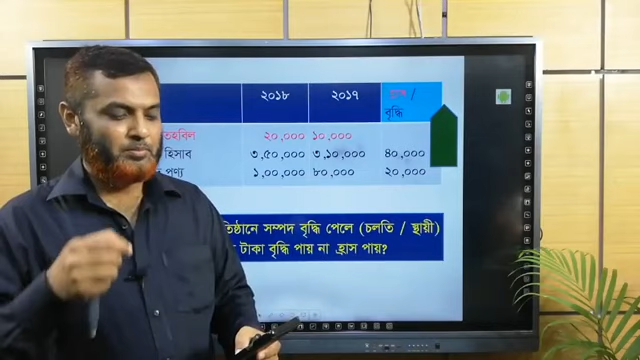 ২০১৮ ২০১৭ হ্রাস / বৃদ্ধি
তহবিল ২০,০০০ ১০,০০০
হিসাব ৩,৫০,০০০ ৩,১০,০০০ ৪০,০০০
পণ্য ১,০০,০০০ ৮০,০০০ ২০,০০০
সম্পদ বৃদ্ধি পেলে (চলতি / স্থায়ী)
টাকা বৃদ্ধি পায় না হ্রাস পায়?